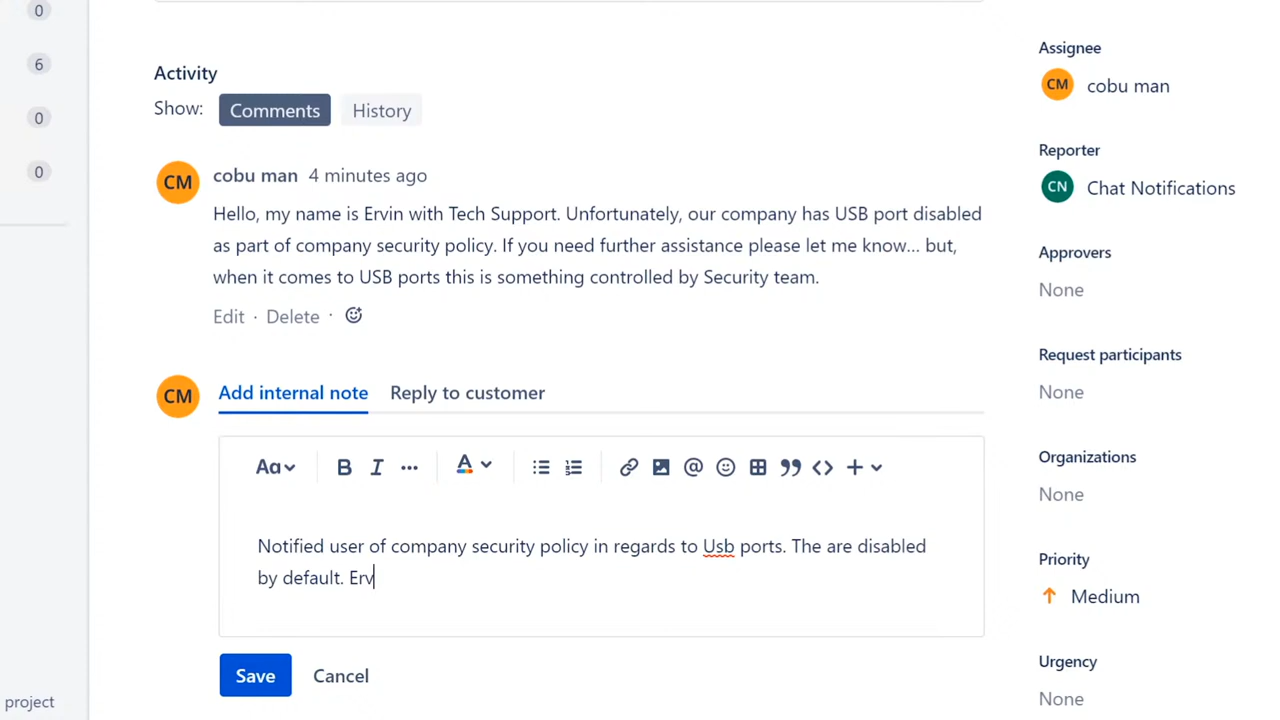 0
6
0
0
project
Activity
Show: Comments History
CM cobu man 4 minutes ago
Hello, my name is Ervin with Tech Support. Unfortunately, our company has USB port disabled
as part of company security policy. If you need further assistance please let me know... but,
when it comes to USB ports this is something controlled by Security team.
Edit · Delete ·
CM Add internal note Reply to customer
Aa B I ... A
Notified user of company security policy in regards to Usb ports. The are disabled
by default. Erv
Save Cancel
Assignee
CM cobu man
Reporter
CN Chat Notifications
Approvers
None
Request participants
None
Organizations
None
Priority
Medium
Urgency
None